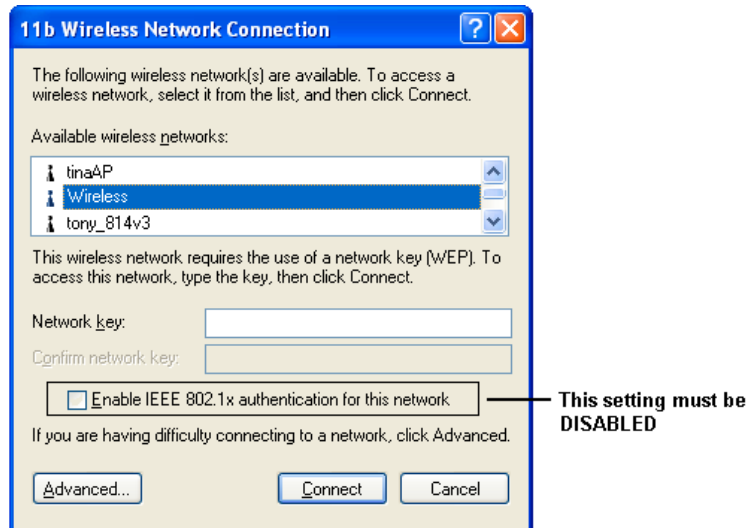 11b Wireless Network Connection
The following wireless network(s) are available. To access a
wireless network, select it from the list, and then click Connect.
Available wireless networks:
tinaAP
Wireless
tony_814v3
This wireless network requires the use of a network key (WEP). To
access this network, type the key, then click Connect.
Network key:
Confirm network key:
Enable IEEE 802.1x authentication for this network
This setting must be
DISABLED
If you are having difficulty connecting to a network, click Advanced.
Advanced... Connect Cancel